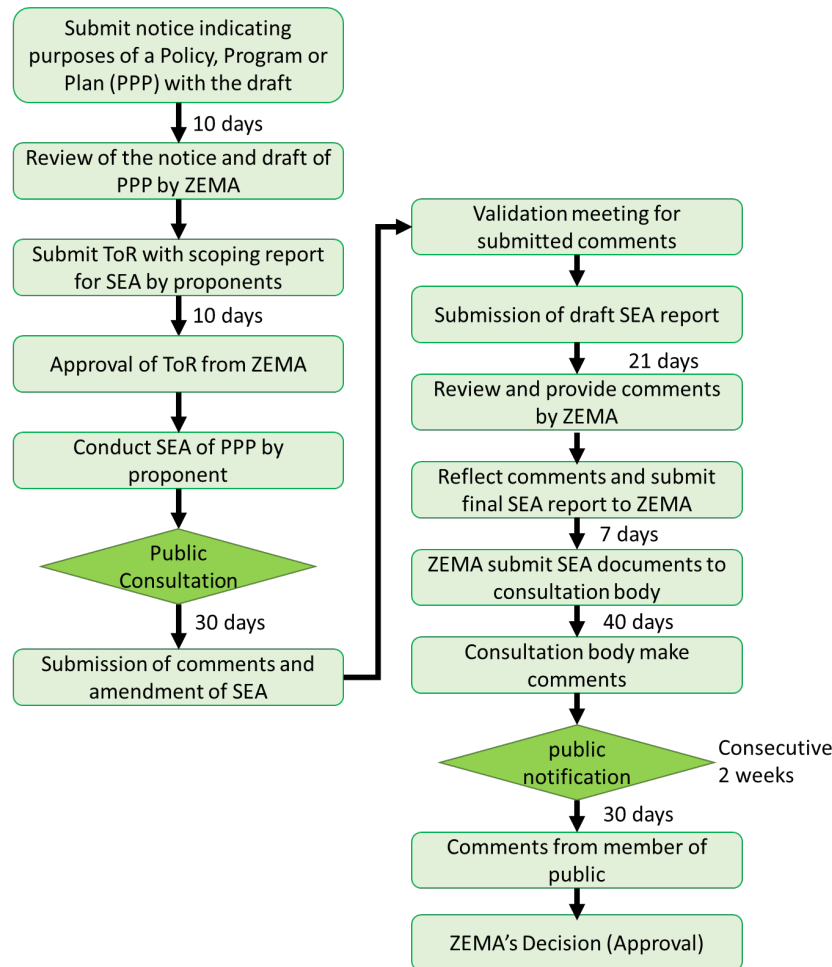 Submit notice indicating
purposes of a Policy, Program or
Plan (PPP) with the draft
10 days
Review of the notice and draft of
PPP by ZEMA
Submit ToR with scoping report
for SEA by proponents
10 days
Approval of ToR from ZEMA
Conduct SEA of PPP by
proponent
Public
Consultation
30 days
Submission of comments and
amendment of SEA
Validation meeting for
submitted comments
Submission of draft SEA report
21 days
Review and provide comments
by ZEMA
Reflect comments and submit
final SEA report to ZEMA
7 days
ZEMA submit SEA documents to
consultation body
40 days
Consultation body make
comments
public
notification
Consecutive
2 weeks
30 days
Comments from member of
public
ZEMA's Decision (Approval)